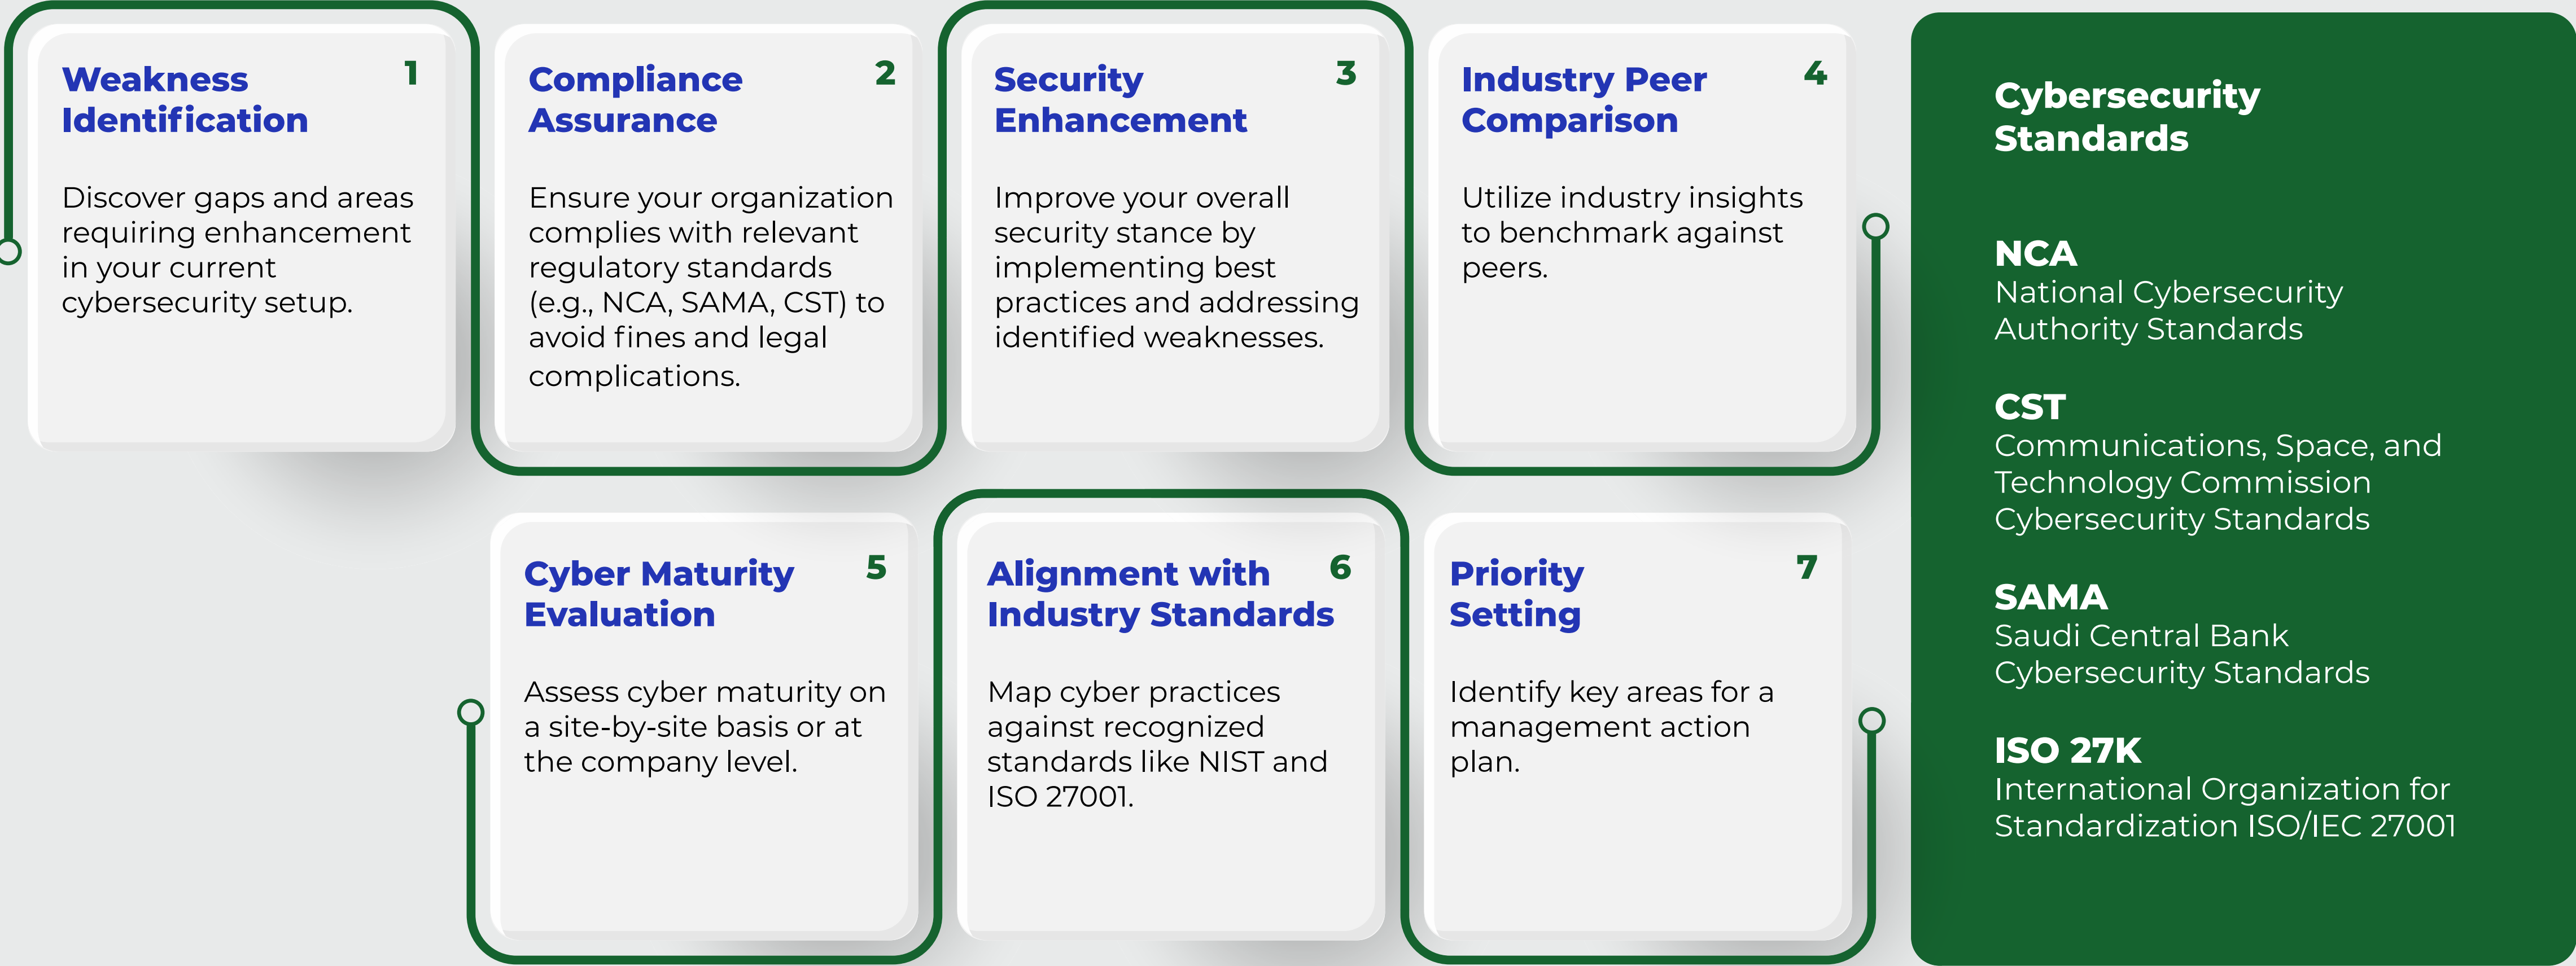 Weakness
Identification
1
Discover gaps and areas
requiring enhancement
in your current
cybersecurity setup.
Compliance
Assurance
2
Ensure your organization
complies with relevant
regulatory standards
(e.g., NCA, SAMA, CST) to
avoid fines and legal
complications.
Security
Enhancement
3
Improve your overall
security stance by
implementing best
practices and addressing
identified weaknesses.
Industry Peer
Comparison
4
Utilize industry insights
to benchmark against
peers.
Cyber Maturity
Evaluation
5
Assess cyber maturity on
a site-by-site basis or at
the company level.
Alignment with
Industry Standards
6
Map cyber practices
against recognized
standards like NIST and
ISO 27001.
Priority
Setting
7
Identify key areas for a
management action
plan.
Cybersecurity
Standards
NCA
National Cybersecurity
Authority Standards
CST
Communications, Space, and
Technology Commission
Cybersecurity Standards
SAMA
Saudi Central Bank
Cybersecurity Standards
ISO 27K
International Organization for
Standardization ISO/IEC 27001